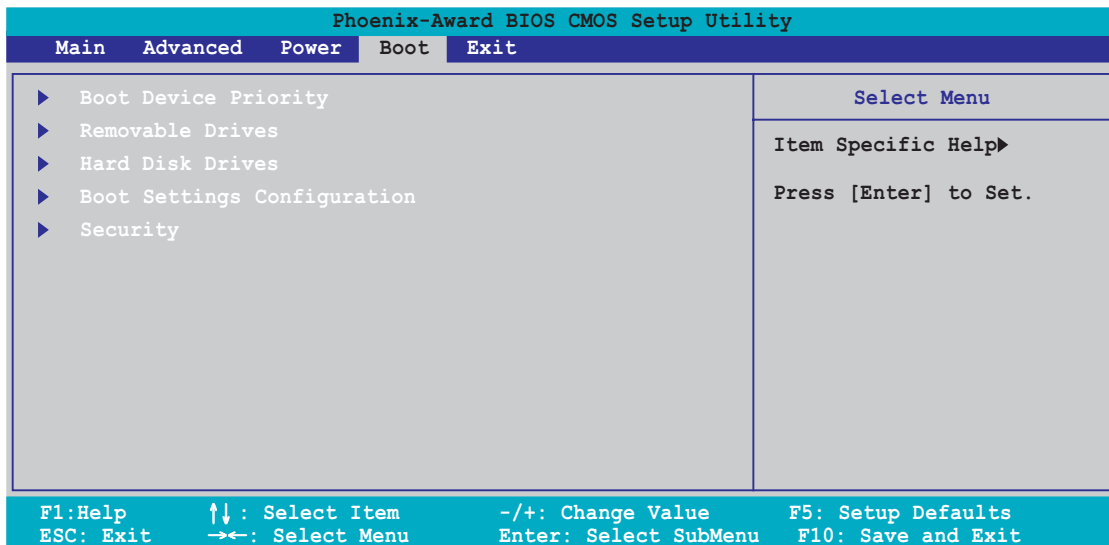 Phoenix-Award BIOS CMOS Setup Utility
Main Advanced Power Boot Exit
Boot Device Priority
Removable Drives
Hard Disk Drives
Boot Settings Configuration
Security
Select Menu
Item Specific Help
Press [Enter] to Set.
F1:Help ↑↓ : Select Item -/+: Change Value F5: Setup Defaults
ESC: Exit →←: Select Menu Enter: Select SubMenu F10: Save and Exit